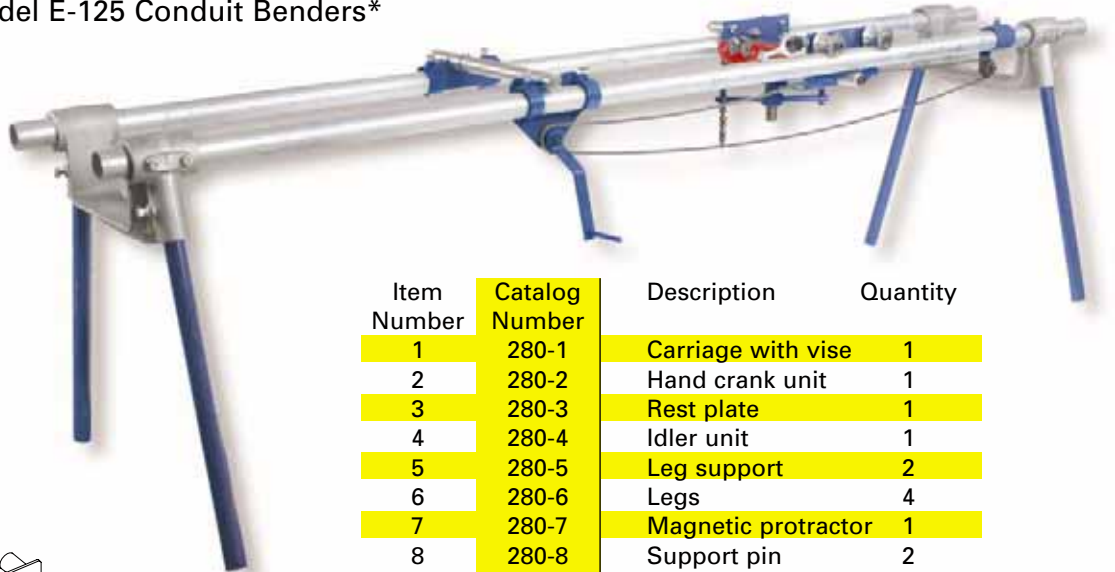 del E-125 Conduit Benders*
Item Catalog Description Quantity
Number Number
1 280-1 Carriage with vise 1
2 280-2 Hand crank unit 1
3 280-3 Rest plate 1
4 280-4 Idler unit 1
5 280-5 Leg support 2
6 280-6 Legs 4
7 280-7 Magnetic protractor 1
8 280-8 Support pin 2